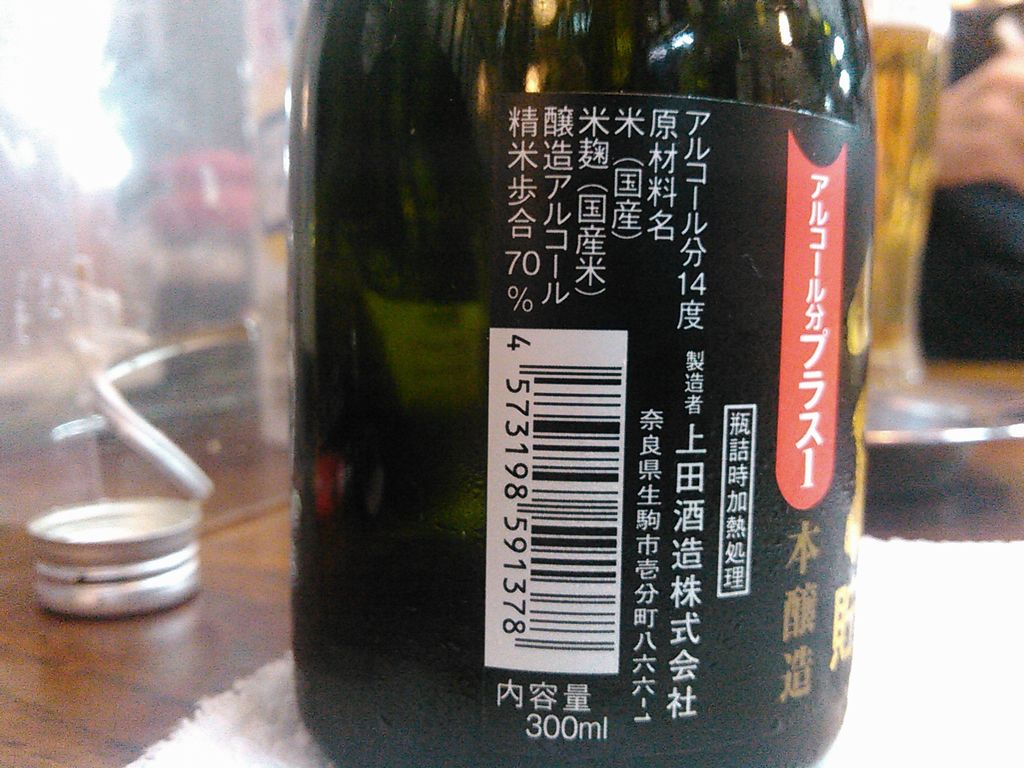 アルコール分プラス1
本醸造
貯
瓶詰時加熱処理
アルコール分14度
製造者 上田酒造株式会社
奈良県生駒市壱分町八六六-1
原材料名
米(国産)
米麹(国産米)
醸造アルコール
精米歩合 70%
4 573198 591378
内容量
300ml